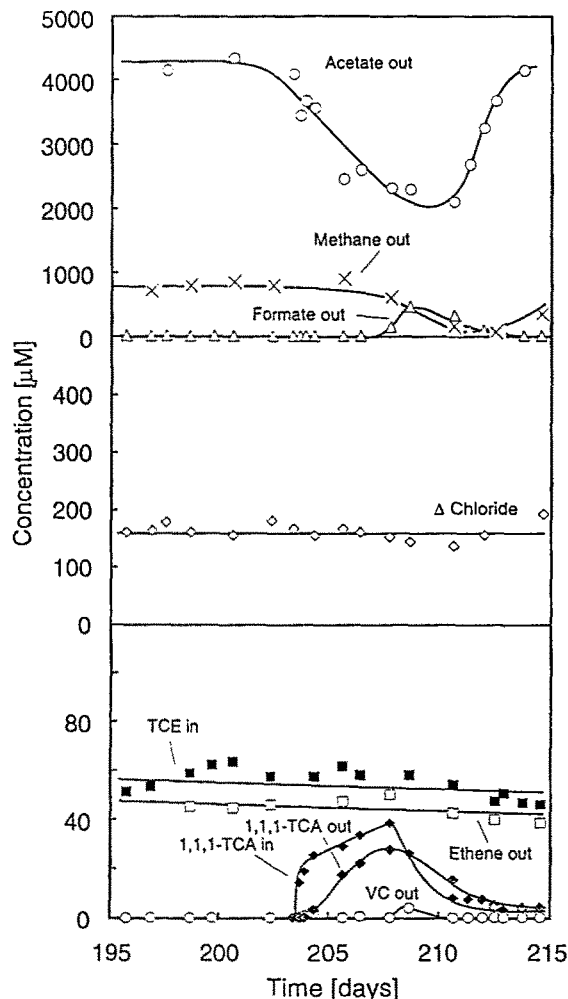 5000
Acetate out
4000
3000
2000
Methane out
1000
Formate out
0
Concentration [μM]
400
300
Δ Chloride
200
100
0
80
TCE in
40
1,1,1-TCA out
1,1,1-TCA in
Ethene out
VC out
0
195 200 205 210 215
Time [days]